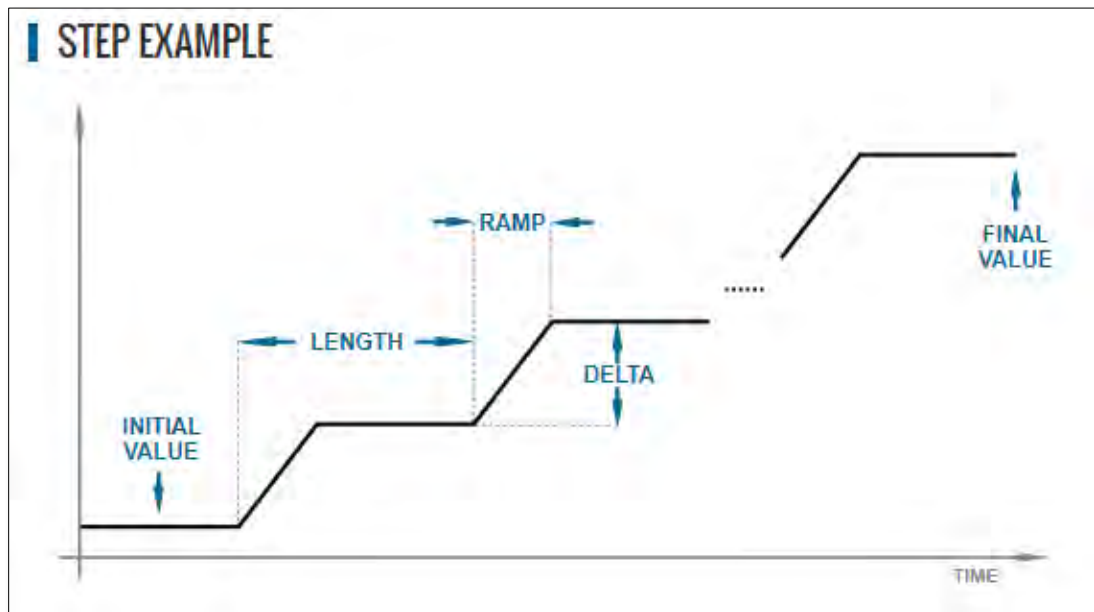 STEP EXAMPLE
RAMP
FINAL
VALUE
LENGTH
DELTA
INITIAL
VALUE
......
TIME